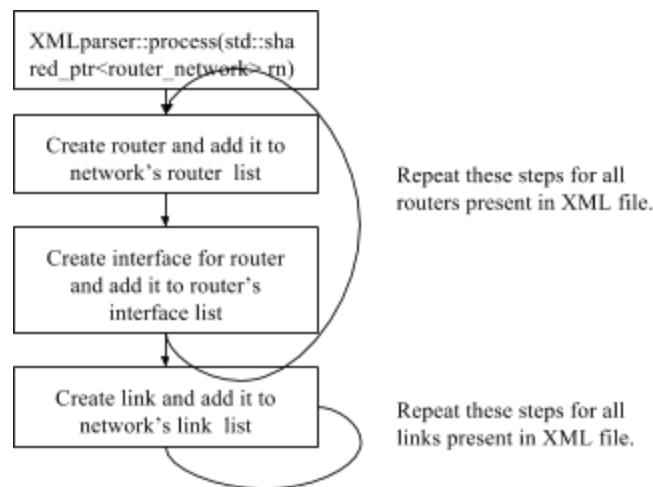 XMLparser::process(std::sha
red_ptr<router_network> rn)
Create router and add it to
network's router list
Repeat these steps for all
routers present in XML file.
Create interface for router
and add it to router's
interface list
Create link and add it to
network's link list
Repeat these steps for all
links present in XML file.